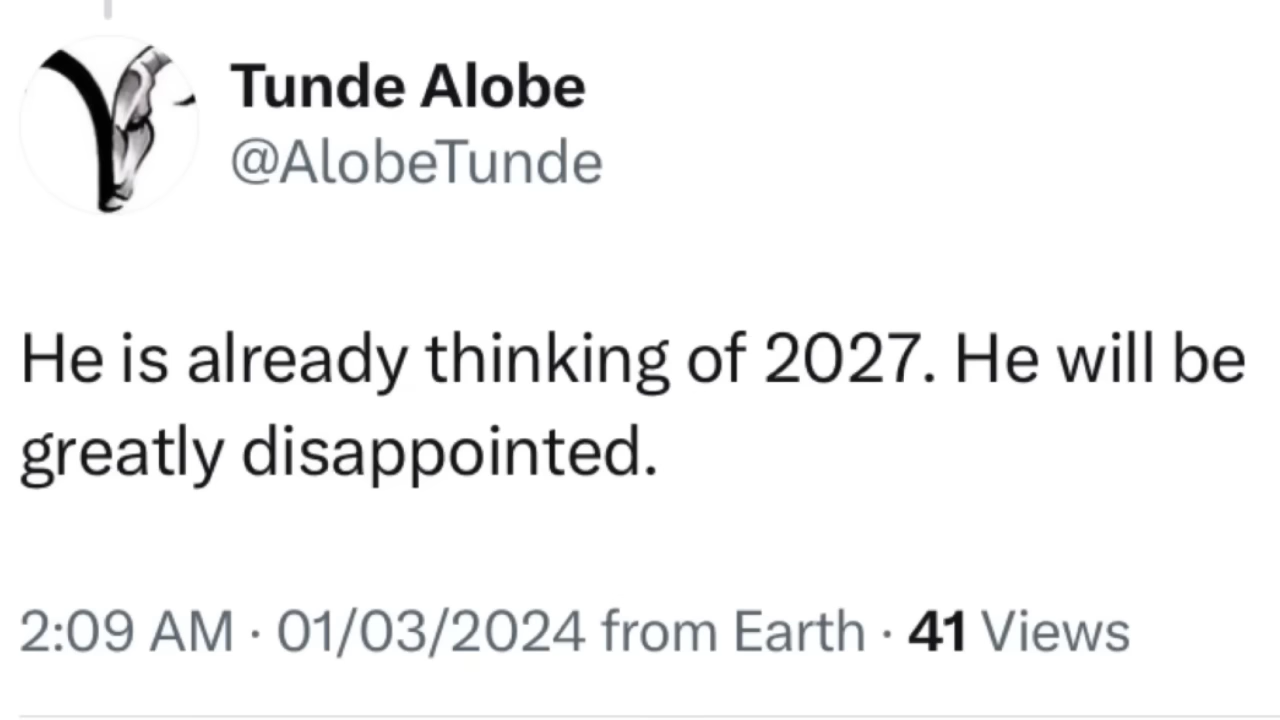 Tunde Alobe
@AlobeTunde
He is already thinking of 2027. He will be
greatly disappointed.
2:09 AM · 01/03/2024 from Earth · 41 Views